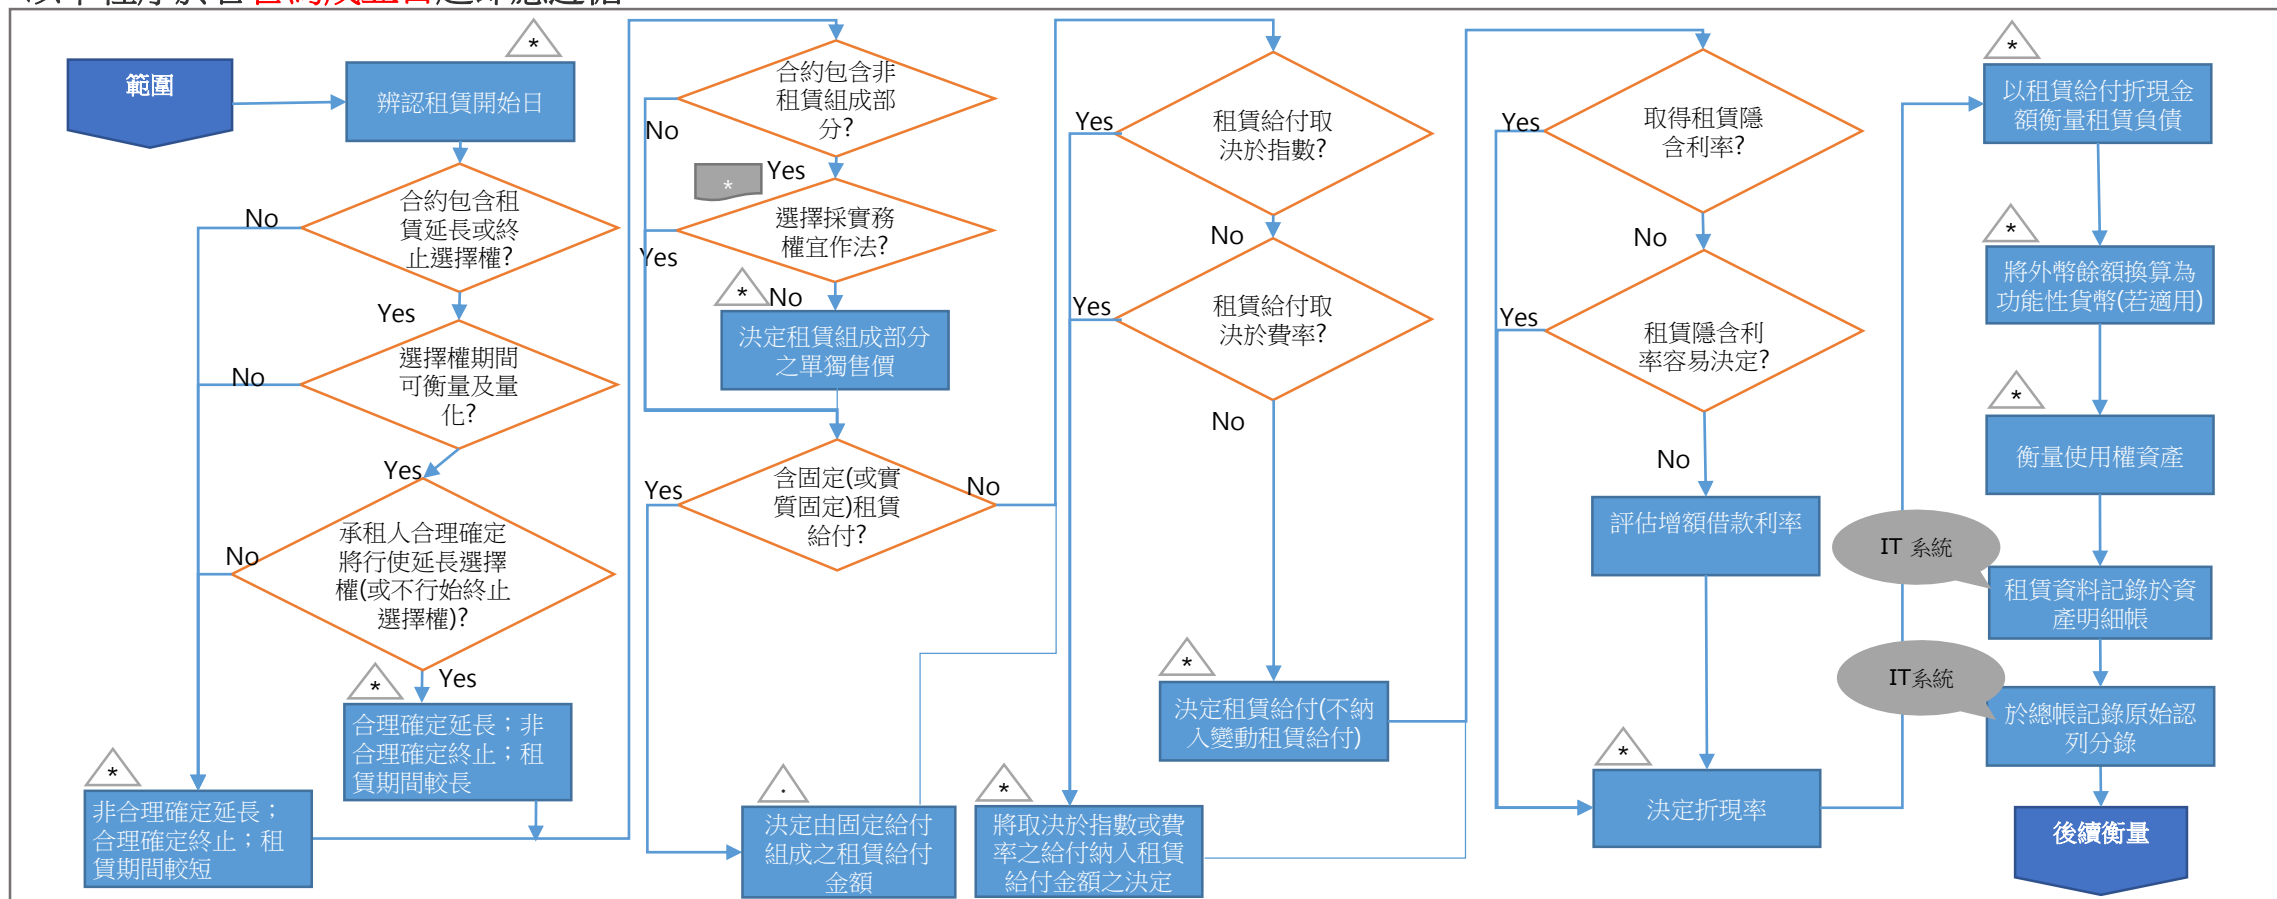 範圍
*
辨認租賃開始日
合約包含租
賃延長或終
止選擇權?
No
Yes
選擇權期間
可衡量及量
化?
No
Yes
承租人合理確定
將行使延長選擇
權(或不行始終止
選擇權)?
No
Yes
*
合理確定延長；非
合理確定終止；租
賃期間較長
*
非合理確定延長；
合理確定終止；租
賃期間較短
合約包含非
租賃組成部
分?
No
Yes
*
選擇採實務
權宜作法?
Yes
No
*
決定租賃組成部分
之單獨售價
含固定(或實
質固定)租賃
給付?
Yes
No
決定由固定給付
組成之租賃給付
金額
租賃給付取
決於指數?
Yes
No
租賃給付取
決於費率?
Yes
No
*
決定租賃給付(不納
入變動租賃給付)
*
將取決於指數或費
率之給付納入租賃
給付金額之決定
取得租賃隱
含利率?
Yes
No
租賃隱含利
率容易決定?
Yes
No
評估增額借款利率
*
決定折現率
*
以租賃給付折現金
額衡量租賃負債
*
將外幣餘額換算為
功能性貨幣(若適用)
*
衡量使用權資產
IT 系統
租賃資料記錄於資
產明細帳
IT系統
於總帳記錄原始認
列分錄
後續衡量